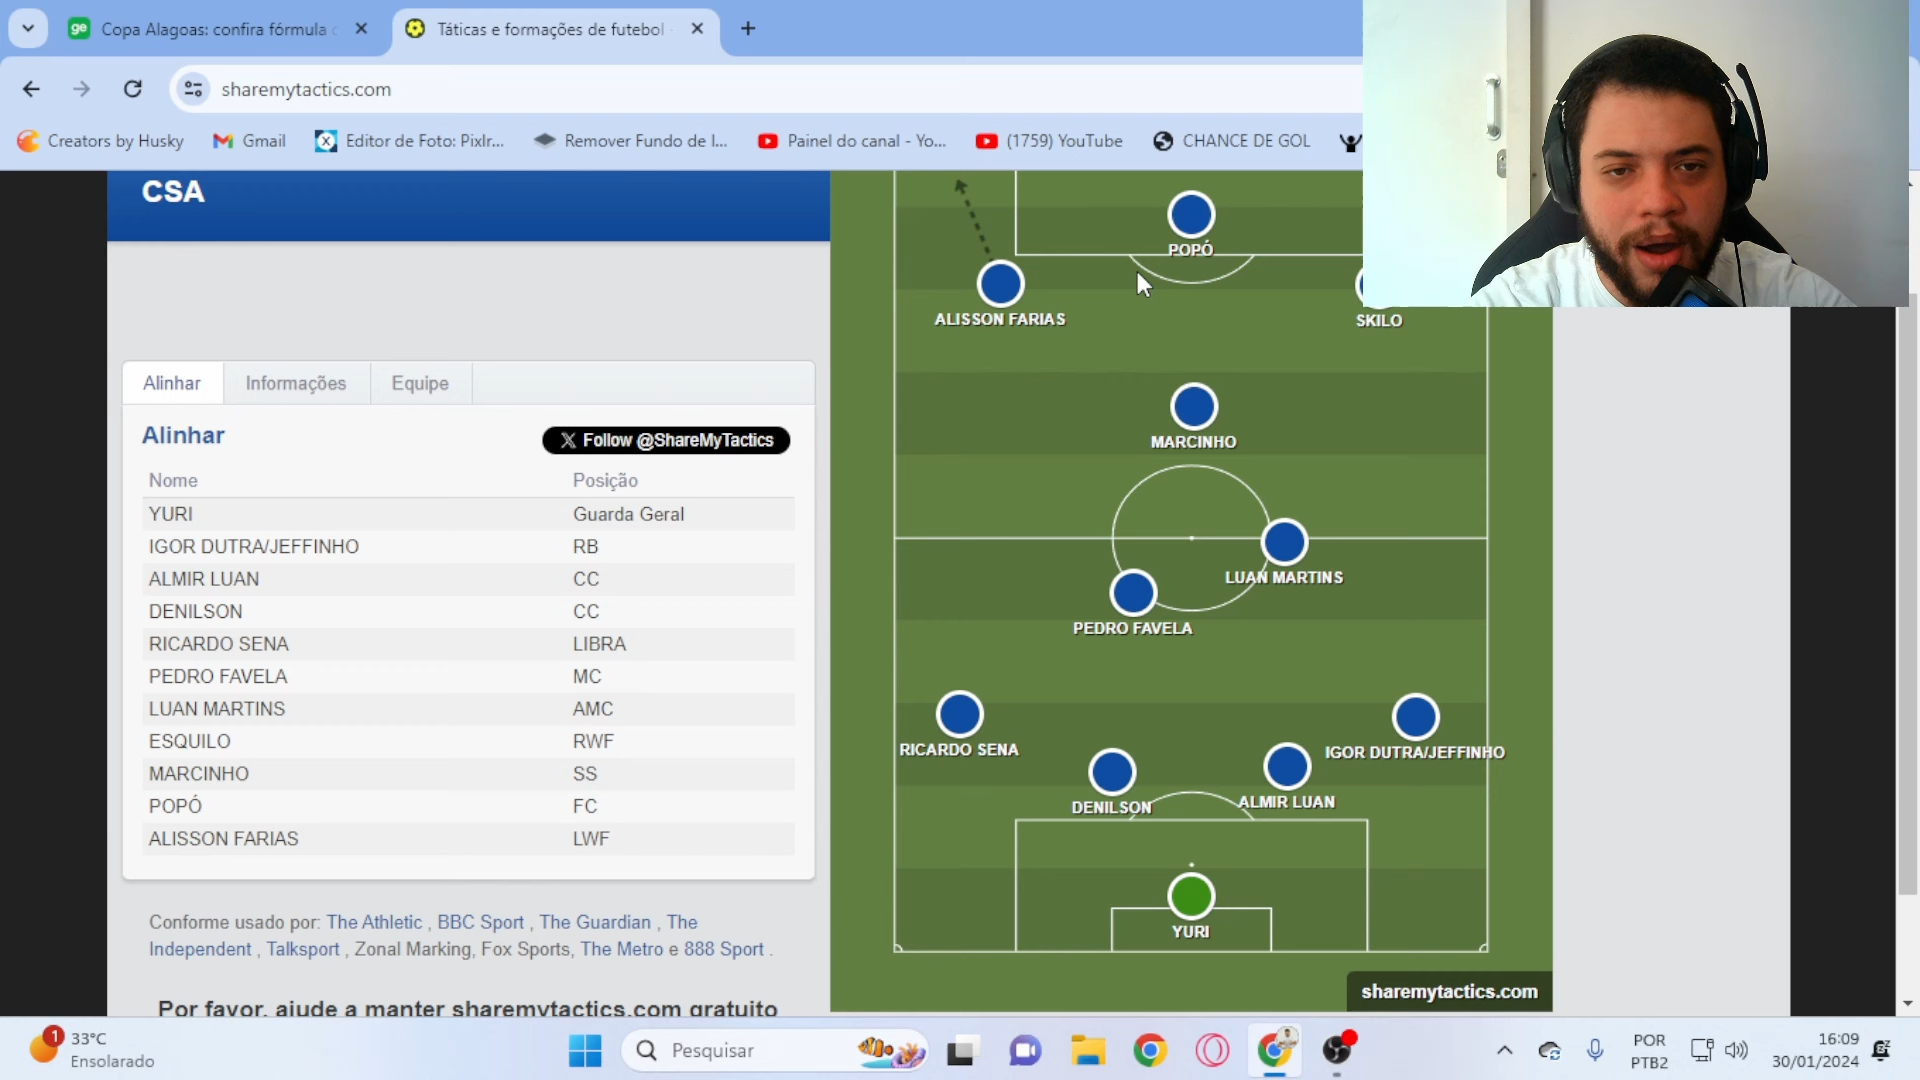 ge Copa Alagoas: confira fórmula
Táticas e formações de futebol
sharemytactics.com
Creators by Husky
Gmail
Editor de Foto: Pixlr...
Remover Fundo de I...
Painel do canal - Yo...
(1759) YouTube
CHANCE DE GOL
CSA
Alinhar
Informações
Equipe
Alinhar
X Follow @ShareMyTactics
Nome Posição
YURI Guarda Geral
IGOR DUTRA/JEFFINHO RB
ALMIR LUAN CC
DENILSON CC
RICARDO SENA LIBRA
PEDRO FAVELA MC
LUAN MARTINS AMC
ESQUILO RWF
MARCINHO SS
POPÓ FC
ALISSON FARIAS LWF
Conforme usado por: The Athletic , BBC Sport , The Guardian , The
Independent , Talksport , Zonal Marking, Fox Sports, The Metro e 888 Sport .
Por favor, ajude a manter sharemytactics.com gratuito
POPÓ
ALISSON FARIAS
SKILO
MARCINHO
LUAN MARTINS
PEDRO FAVELA
RICARDO SENA
IGOR DUTRA/JEFFINHO
DENILSON
ALMIR LUAN
YURI
sharemytactics.com
1
33°C
Ensolarado
Pesquisar
POR
PTB2
16:09
30/01/2024